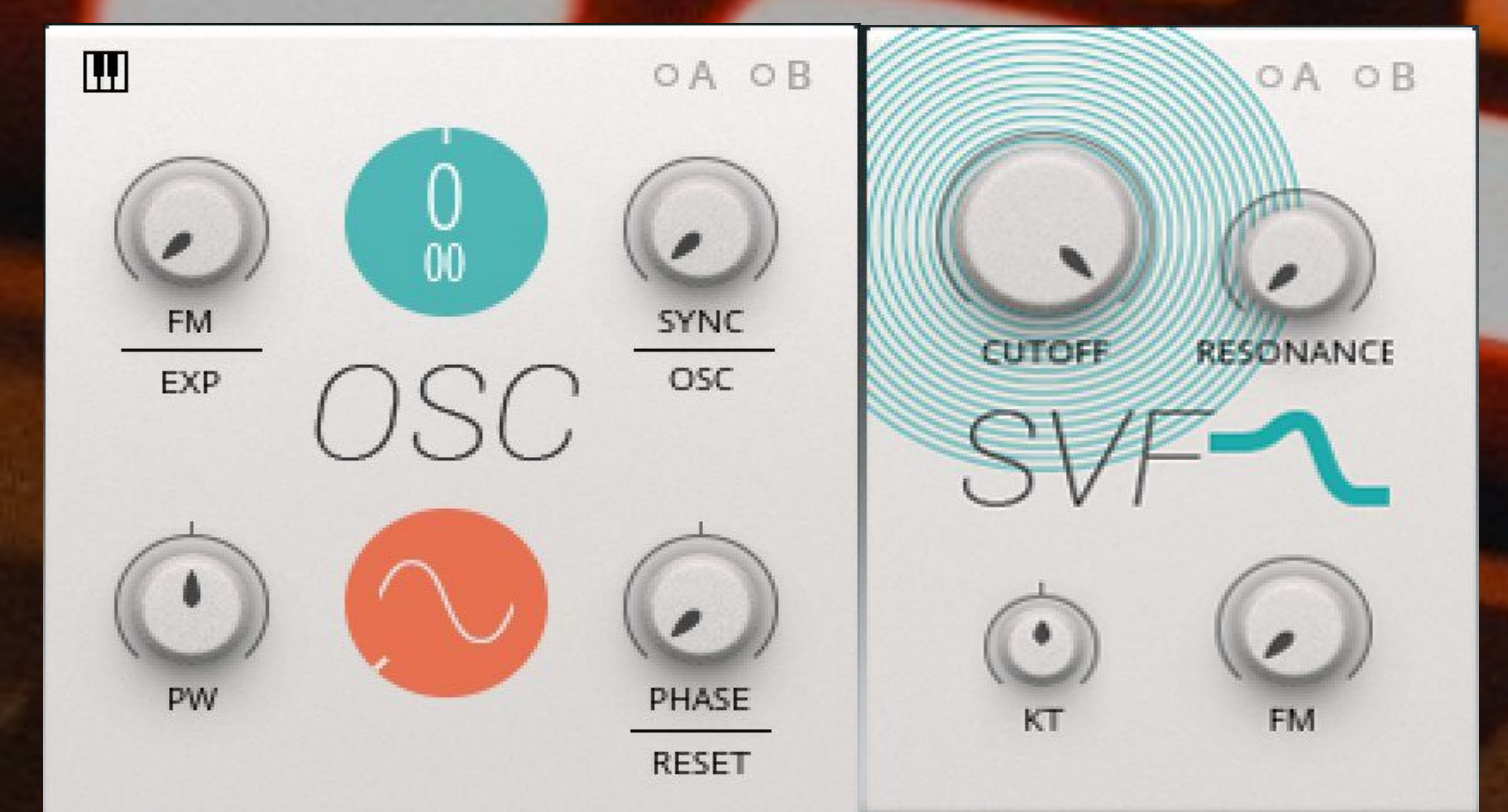 A B
0
00
FM
EXP
SYNC
OSC
OSC
PW
PHASE
RESET
A B
CUTOFF
RESONANCE
SVF
KT
FM